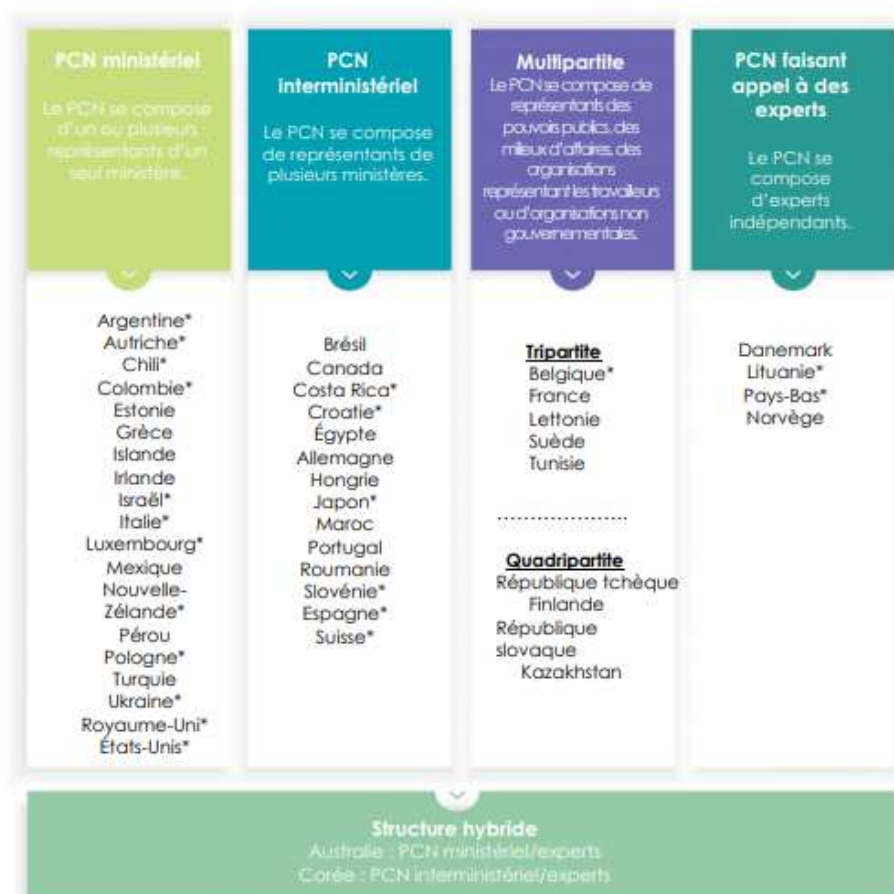 PCN ministériel
Le PCN se compose
d'un ou plusieurs
représentants d'un
seul ministère.
PCN
interministériel
Le PCN se compose
de représentants de
plusieurs ministères.
Multipartite
Le PCN se compose de
représentants des
pouvoirs publics, des
milieux d'affaires, des
organisations
représentant les travailleurs
ou d'organisations non
gouvernementales.
PCN faisant
appel à des
experts
Le PCN se
compose
d'experts
indépendants.
Argentine*
Autriche*
Chili*
Colombie*
Estonie
Grèce
Islande
Irlande
Israël*
Italie*
Luxembourg*
Mexique
Nouvelle-
Zélande*
Pérou
Pologne*
Turquie
Ukraine*
Royaume-Uni*
États-Unis*
Brésil
Canada
Costa Rica*
Croatie*
Égypte
Allemagne
Hongrie
Japon*
Maroc
Portugal
Roumanie
Slovénie*
Espagne*
Suisse*
Tripartite
Belgique*
France
Lettonie
Suède
Tunisie
...................
Quadripartite
République tchèque
Finlande
République
slovaque
Kazakhstan
Danemark
Lituanie*
Pays-Bas*
Norvège
Structure hybride
Australie : PCN ministériel/experts
Corée : PCN interministériel/experts